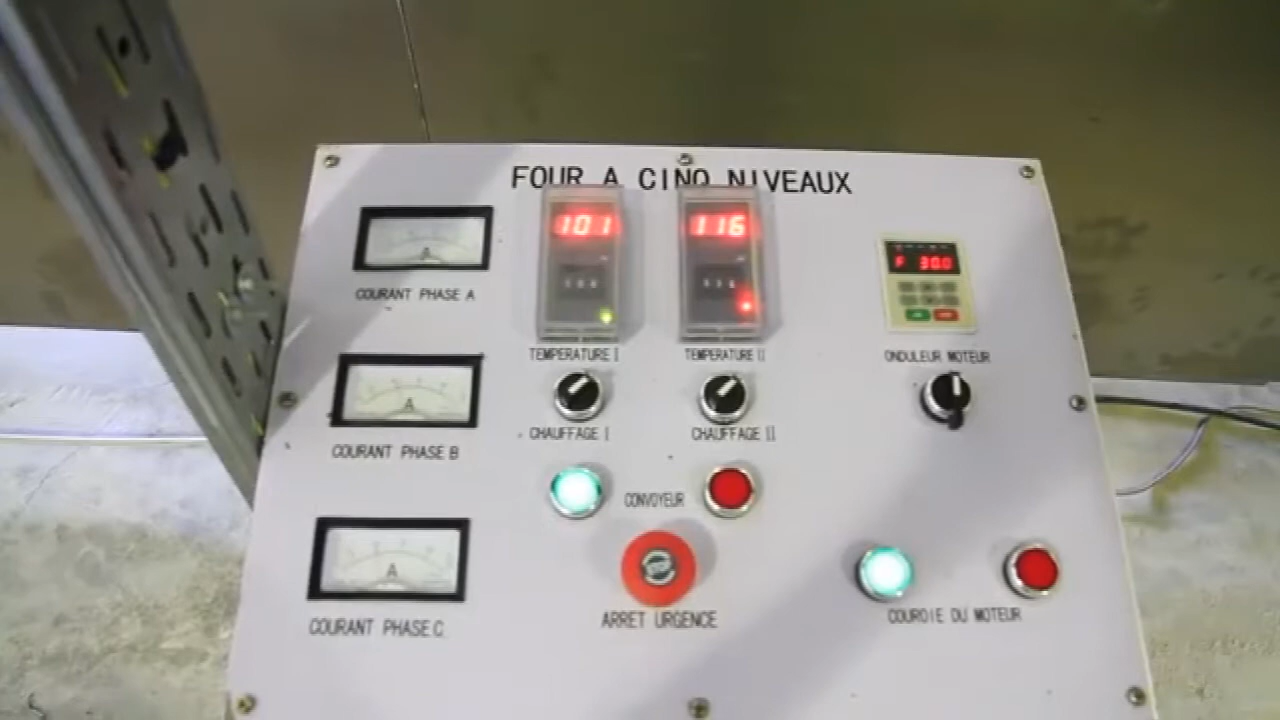 FOUR A CINQ NIVEAUX
101
116
F 30.0
A
COURANT PHASE A
TEMPERATURE I
TEMPERATURE II
ONDULEUR MOTEUR
A
COURANT PHASE B
CHAUFFAGE I
CHAUFFAGE II
CONVOYEUR
A
COURANT PHASE C
ARRET URGENCE
COUROIE DU MOTEUR